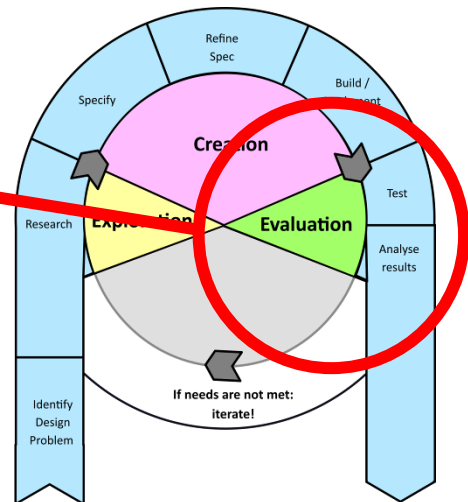 Refine
Spec
Specify
Build /
Creation
Test
Research
Evaluation
Analyse
results
If needs are not met:
iterate!
Identify
Design
Problem